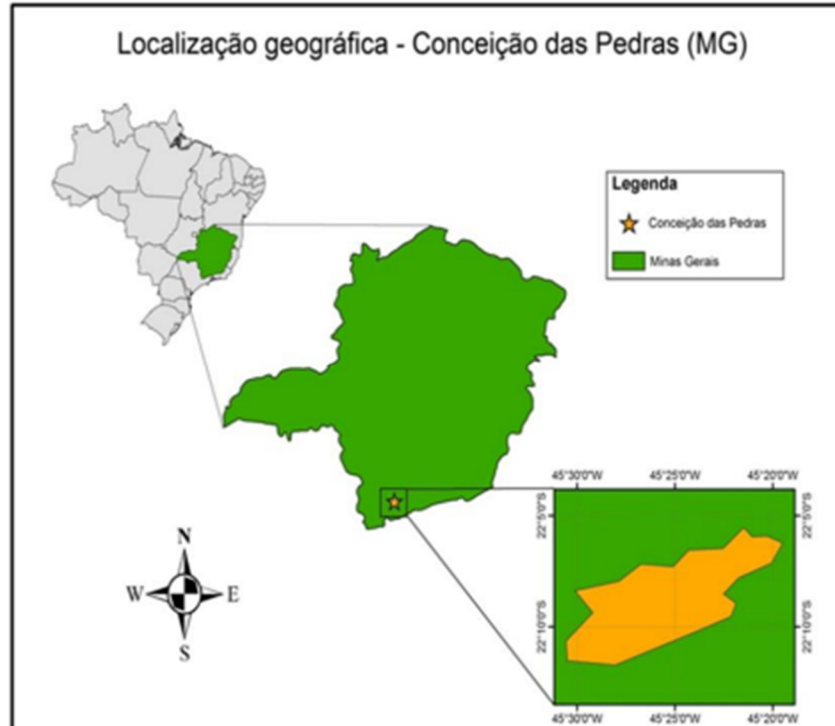 Localização geográfica - Conceição das Pedras (MG)
Legenda
Conceição das Pedras
Minas Gerais
N
W E
S
45°30'0"W 45°25'0"W 45°20'0"W
22°5'0"S 22°5'0"S
22°10'0"S 22°10'0"S
45°30'0"W 45°25'0"W 45°20'0"W